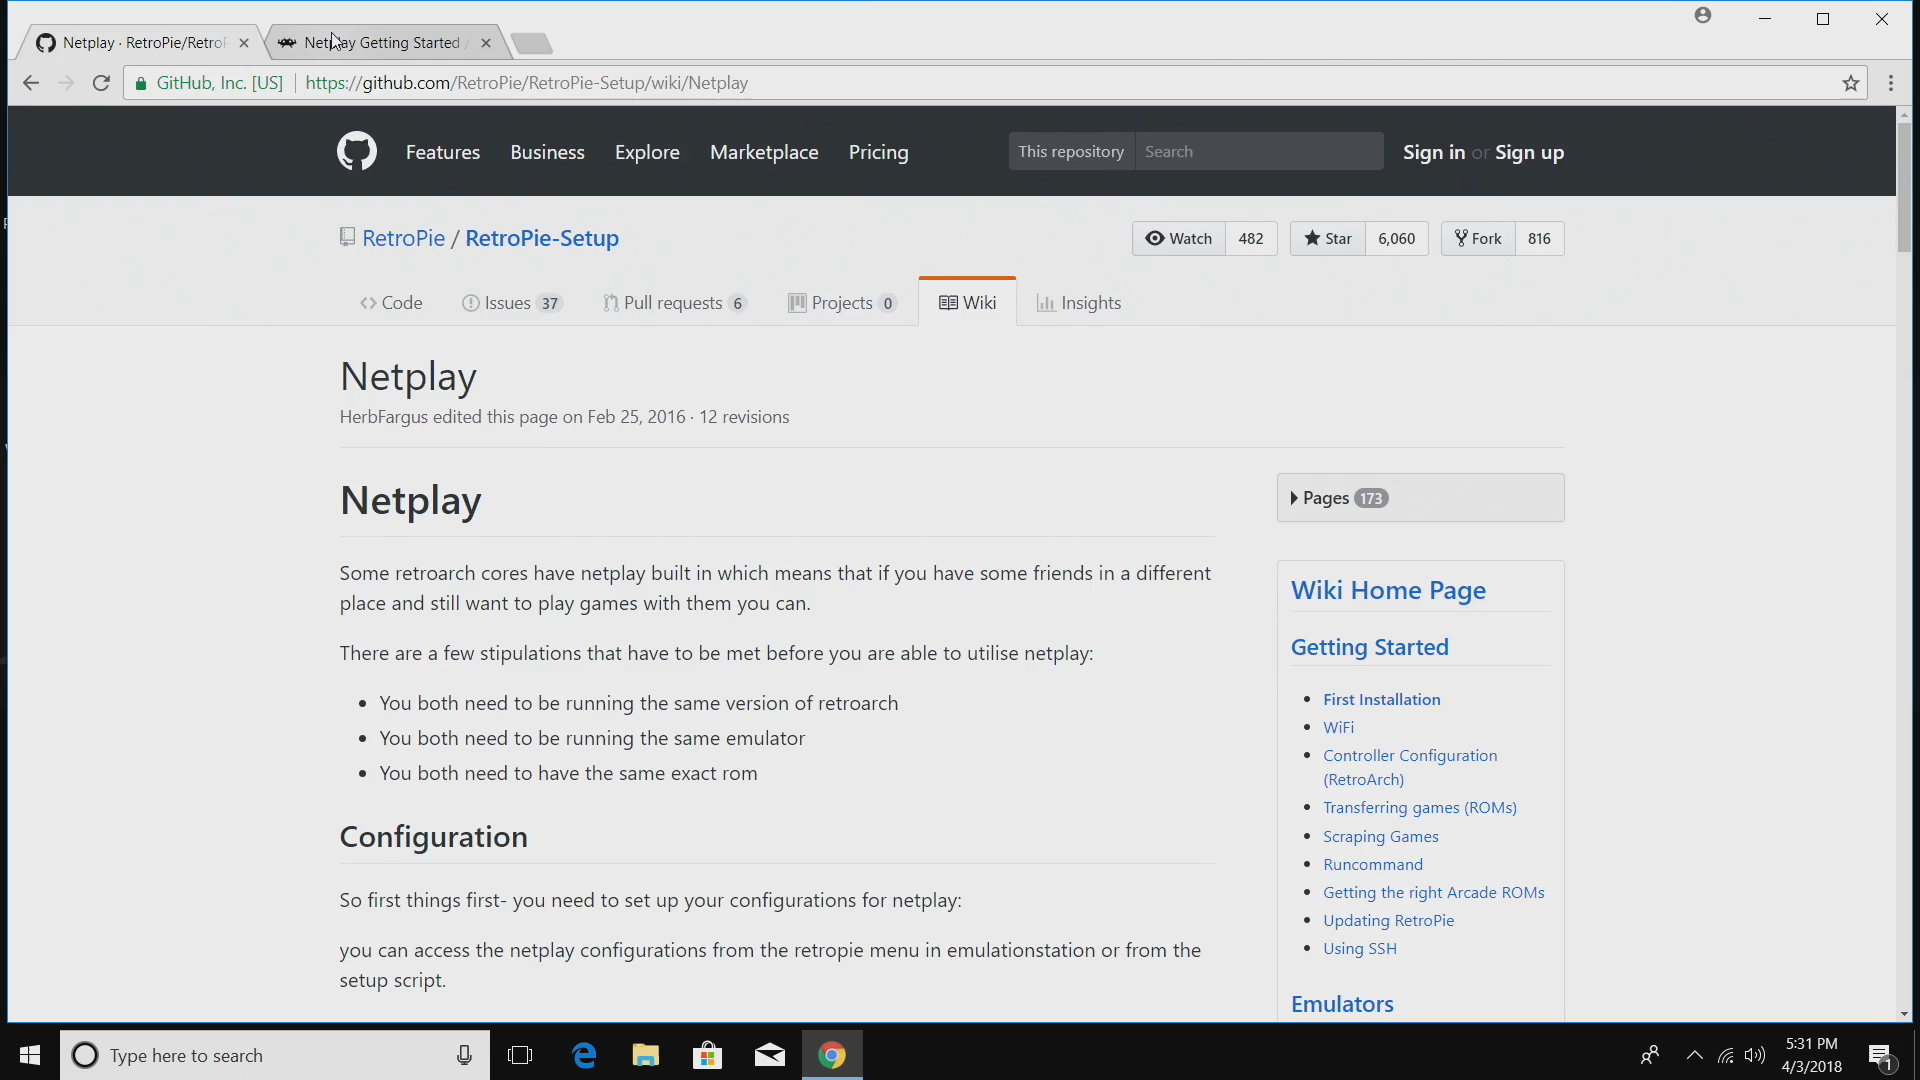 Netplay · RetroPie/Retro
Netplay Getting Started
GitHub, Inc. [US] https://github.com/RetroPie/RetroPie-Setup/wiki/Netplay
Features Business Explore Marketplace Pricing This repository Search Sign in or Sign up
RetroPie / RetroPie-Setup
Watch 482 Star 6,060 Fork 816
Code Issues 37 Pull requests 6 Projects 0 Wiki Insights
Netplay
HerbFargus edited this page on Feb 25, 2016 · 12 revisions
Netplay
Some retroarch cores have netplay built in which means that if you have some friends in a different
place and still want to play games with them you can.
There are a few stipulations that have to be met before you are able to utilise netplay:
• You both need to be running the same version of retroarch
• You both need to be running the same emulator
• You both need to have the same exact rom
Configuration
So first things first- you need to set up your configurations for netplay:
you can access the netplay configurations from the retropie menu in emulationstation or from the
setup script.
Pages 173
Wiki Home Page
Getting Started
• First Installation
• WiFi
• Controller Configuration
(RetroArch)
• Transferring games (ROMs)
• Scraping Games
• Runcommand
• Getting the right Arcade ROMs
• Updating RetroPie
• Using SSH
Emulators
Type here to search
5:31 PM
4/3/2018
1